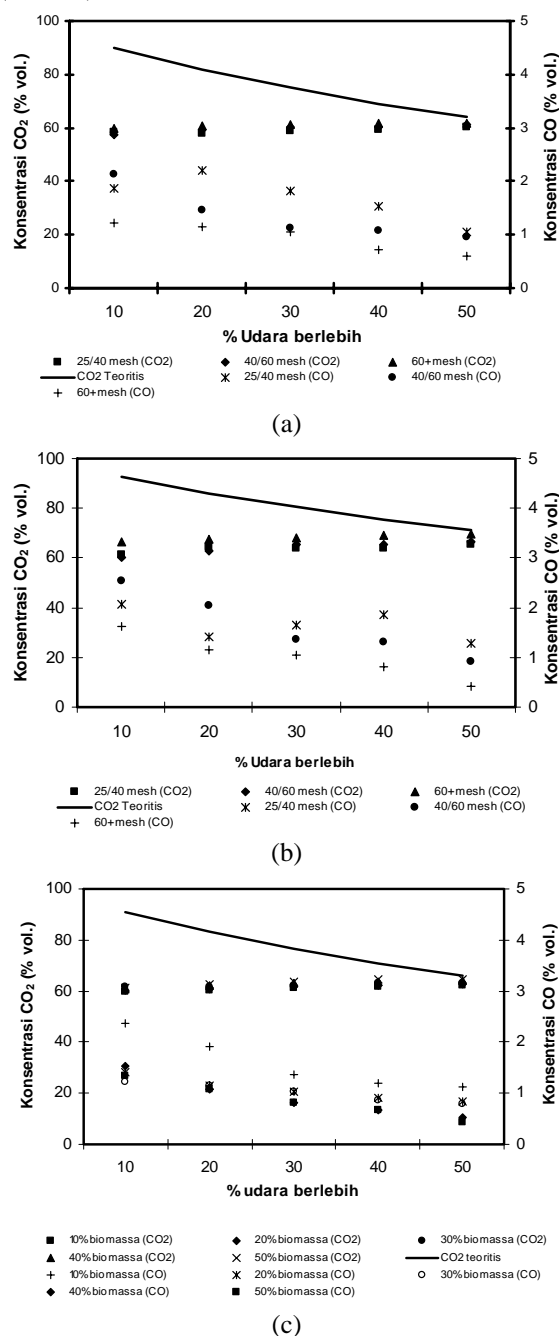 Konsentrasi CO₂ (% vol.)
100
80
60
40
20
0
10 20 30 40 50
5
4
3
2
1
0
Konsentrasi CO (% vol.)
% Udara berlebih
25/40 mesh (CO2) 40/60 mesh (CO2) 60+mesh (CO2)
CO2 Teoritis 25/40 mesh (CO) 40/60 mesh (CO)
60+mesh (CO)
(a)
Konsentrasi CO₂ (% vol.)
100
80
60
40
20
0
10 20 30 40 50
5
4
3
2
1
0
Konsentrasi CO (% vol.)
% Udara berlebih
25/40 mesh (CO2) 40/60 mesh (CO2) 60+mesh (CO2)
CO2 Teoritis 25/40 mesh (CO) 40/60 mesh (CO)
60+mesh (CO)
(b)
Konsentrasi CO₂ (% vol.)
100
80
60
40
20
0
10 20 30 40 50
5
4
3
2
1
0
Konsentrasi CO (% vol.)
% udara berlebih
10%biomassa (CO2) 20%biomassa (CO2) 30%biomassa (CO2)
40%biomassa (CO2) 50%biomassa (CO2) CO2 teoritis
10%biomassa (CO) 20%biomassa (CO) 30%biomassa (CO)
40%biomassa (CO) 50%biomassa (CO)
(c)